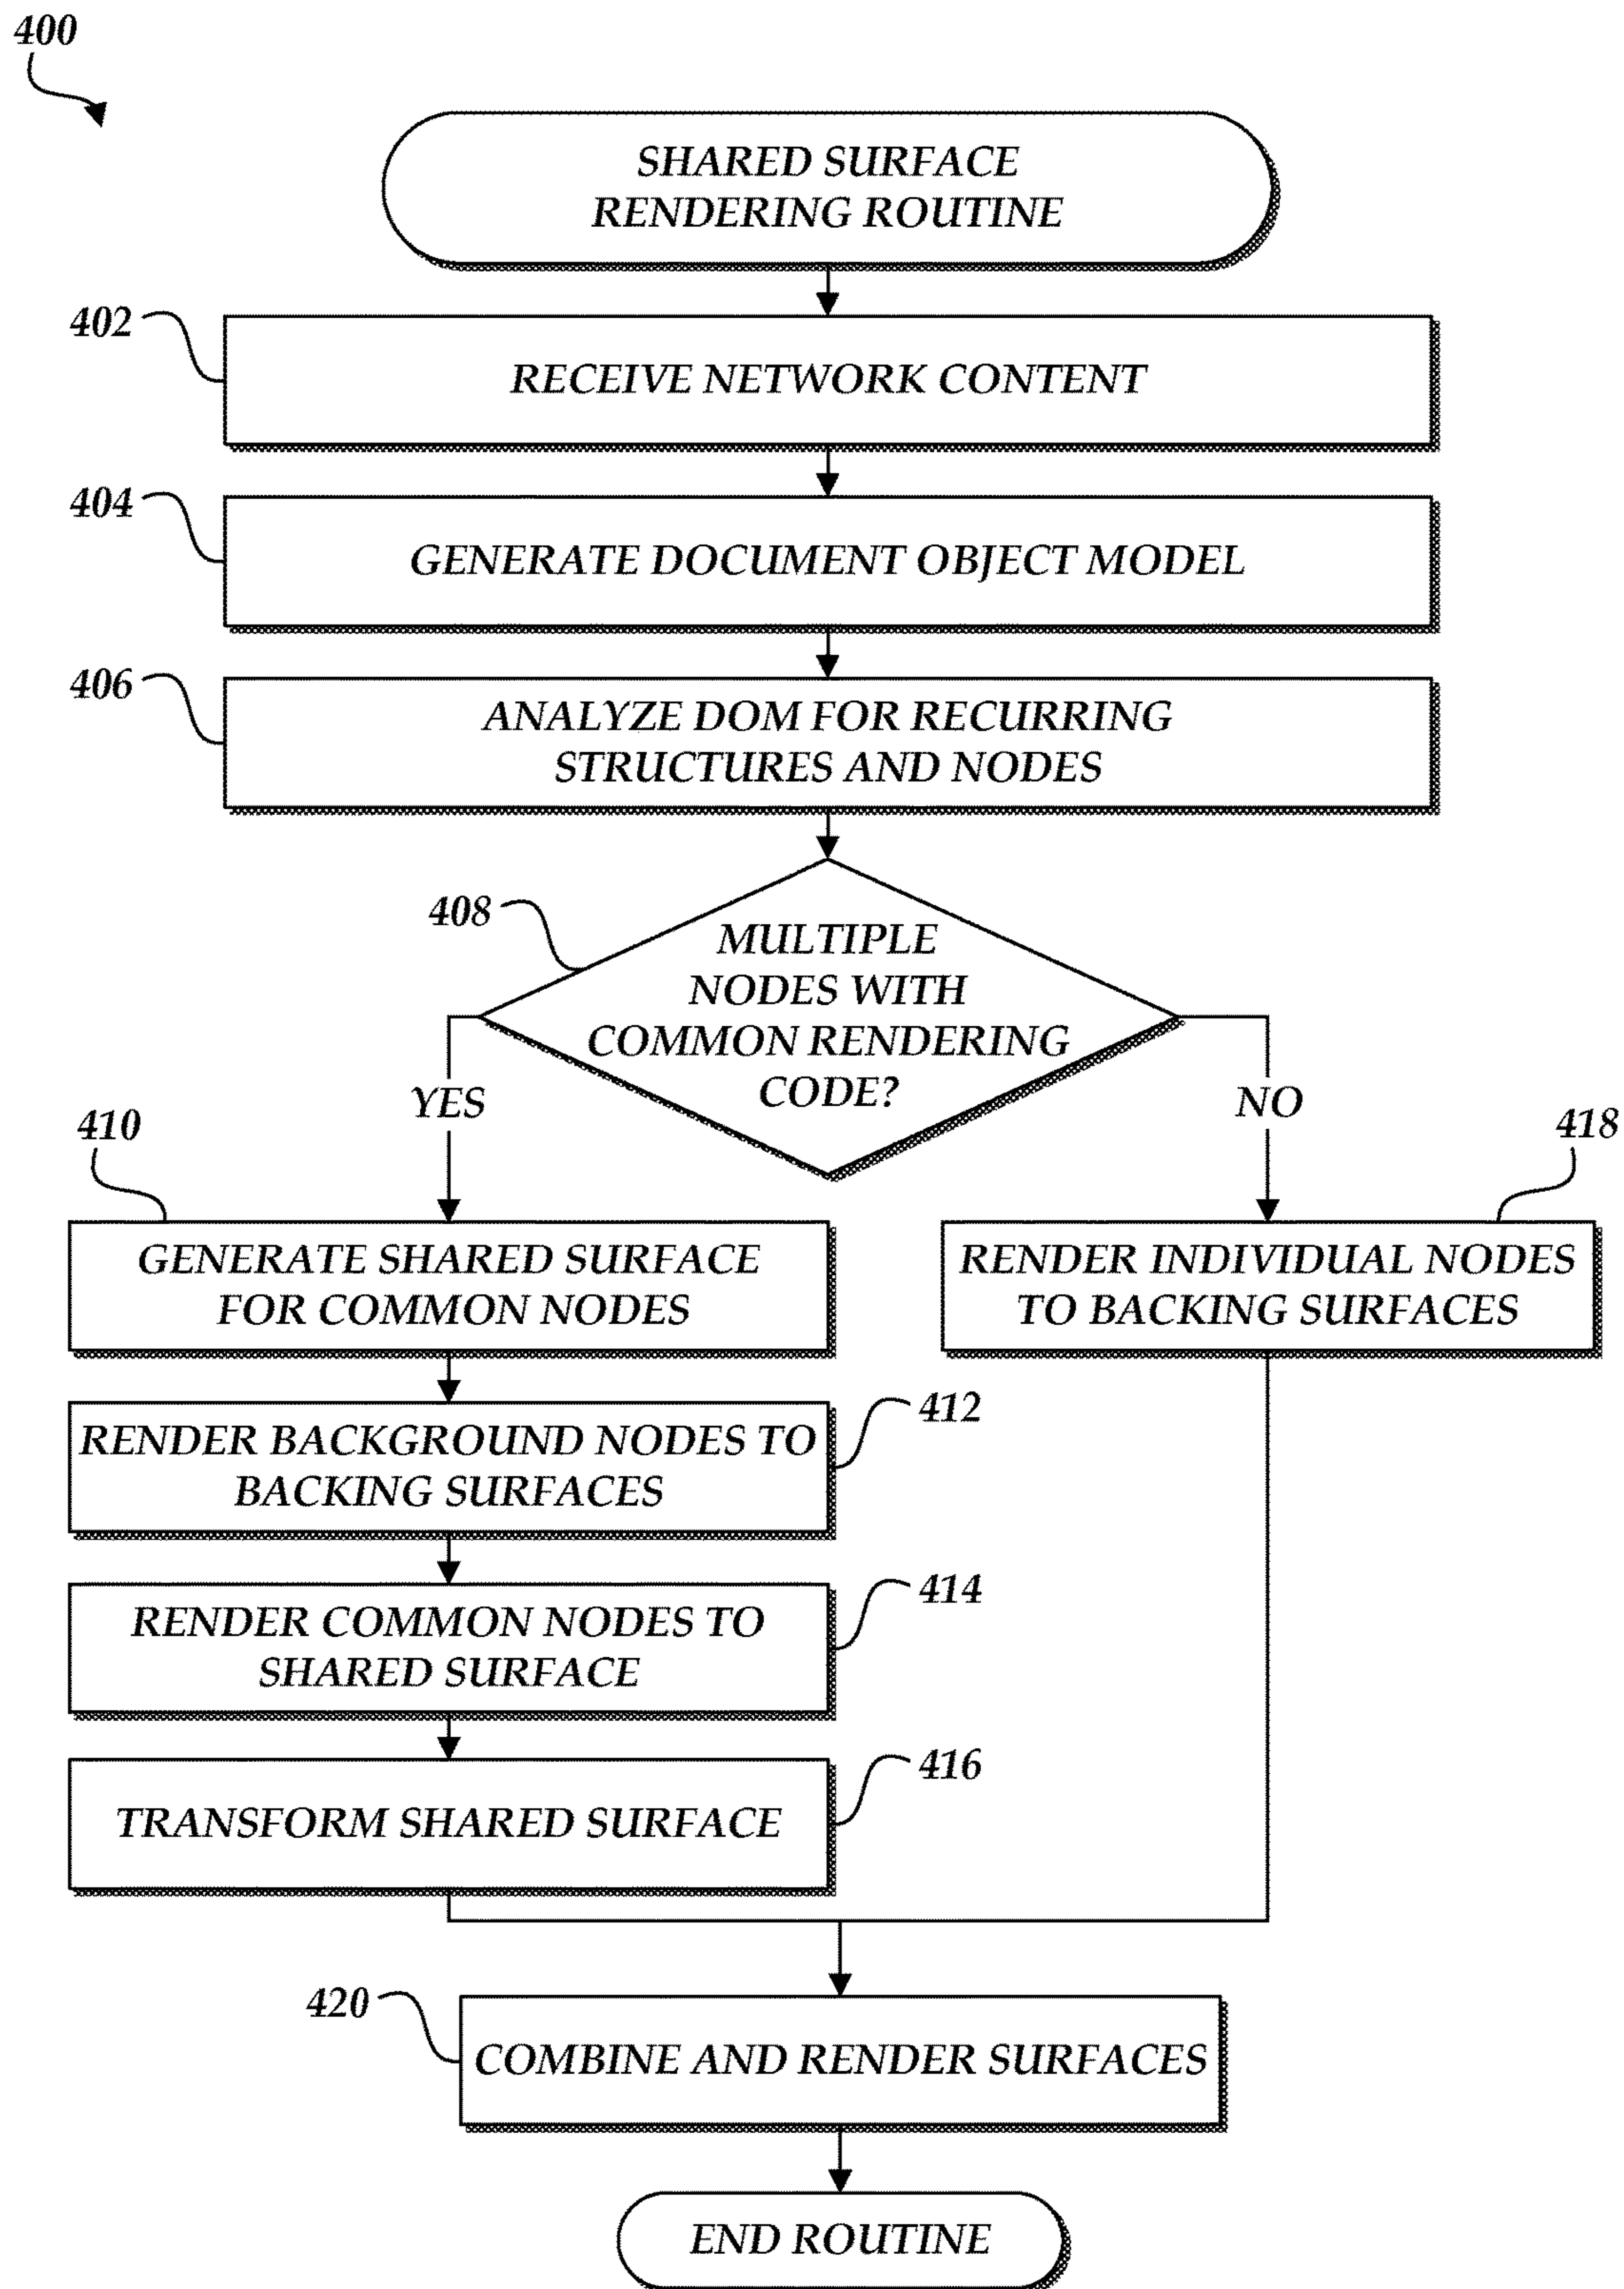 400
SHARED SURFACE
RENDERING ROUTINE
402
RECEIVE NETWORK CONTENT
404
GENERATE DOCUMENT OBJECT MODEL
406
ANALYZE DOM FOR RECURRING
STRUCTURES AND NODES
408
MULTIPLE
NODES WITH
COMMON RENDERING
CODE?
YES
NO
410
418
GENERATE SHARED SURFACE
FOR COMMON NODES
RENDER INDIVIDUAL NODES
TO BACKING SURFACES
412
RENDER BACKGROUND NODES TO
BACKING SURFACES
414
RENDER COMMON NODES TO
SHARED SURFACE
416
TRANSFORM SHARED SURFACE
420
COMBINE AND RENDER SURFACES
END ROUTINE